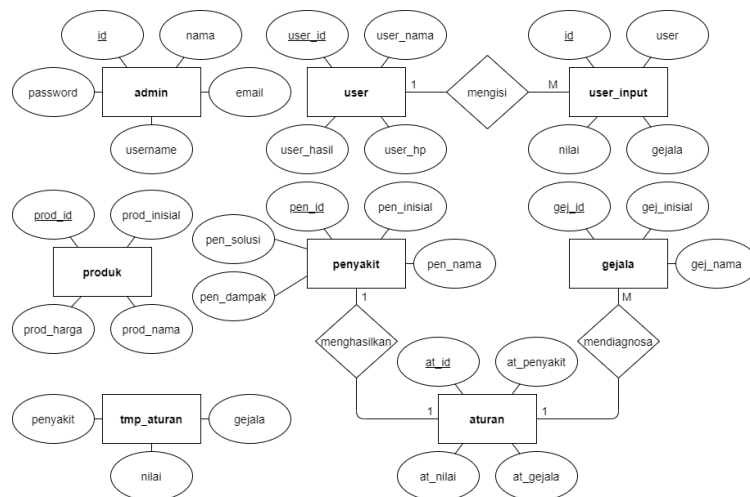 id
nama
password
admin
email
username
user_id
user_nama
user
user_hasil
user_hp
1
mengisi
M
id
user
user_input
nilai
gejala
prod_id
prod_inisial
produk
prod_harga
prod_nama
pen_id
pen_inisial
pen_solusi
penyakit
pen_nama
pen_dampak
gej_id
gej_inisial
gejala
gej_nama
1
menghasilkan
1
M
mendiagnosa
1
at_id
at_penyakit
aturan
at_nilai
at_gejala
penyakit
tmp_aturan
gejala
nilai